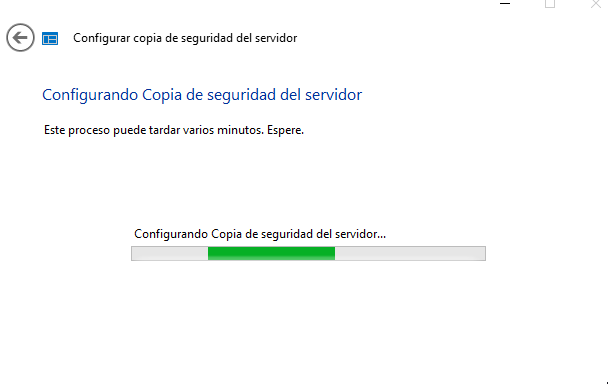 Configurar copia de seguridad del servidor
Configurando Copia de seguridad del servidor
Este proceso puede tardar varios minutos. Espere.
Configurando Copia de seguridad del servidor...